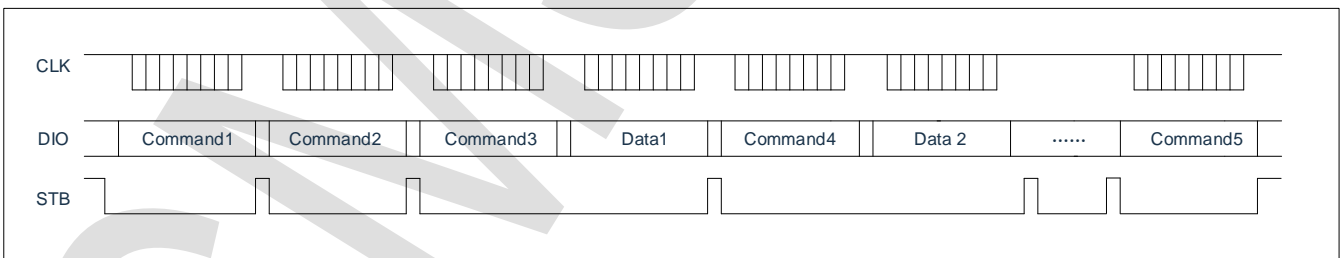 CLK
DIO Command1 Command2 Command3 Data1 Command4 Data 2 ...... Command5
STB